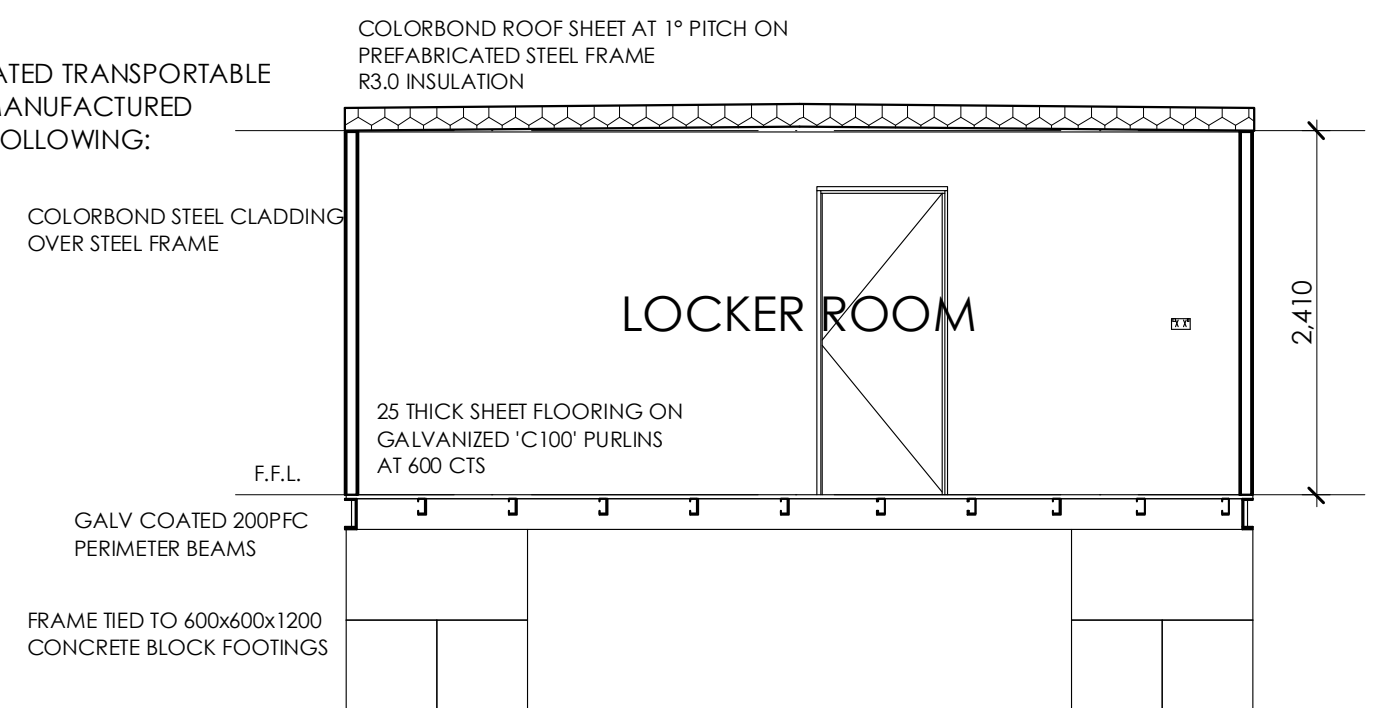 COLORBOND ROOF SHEET AT 1° PITCH ON
PREFABRICATED STEEL FRAME
R3.0 INSULATION
ATED TRANSPORTABLE
MANUFACTURED
OLLOWING:
COLORBOND STEEL CLADDING
OVER STEEL FRAME
LOCKER ROOM
2,410
25 THICK SHEET FLOORING ON
GALVANIZED 'C100' PURLINS
AT 600 CTS
F.F.L.
GALV COATED 200PFC
PERIMETER BEAMS
FRAME TIED TO 600x600x1200
CONCRETE BLOCK FOOTINGS